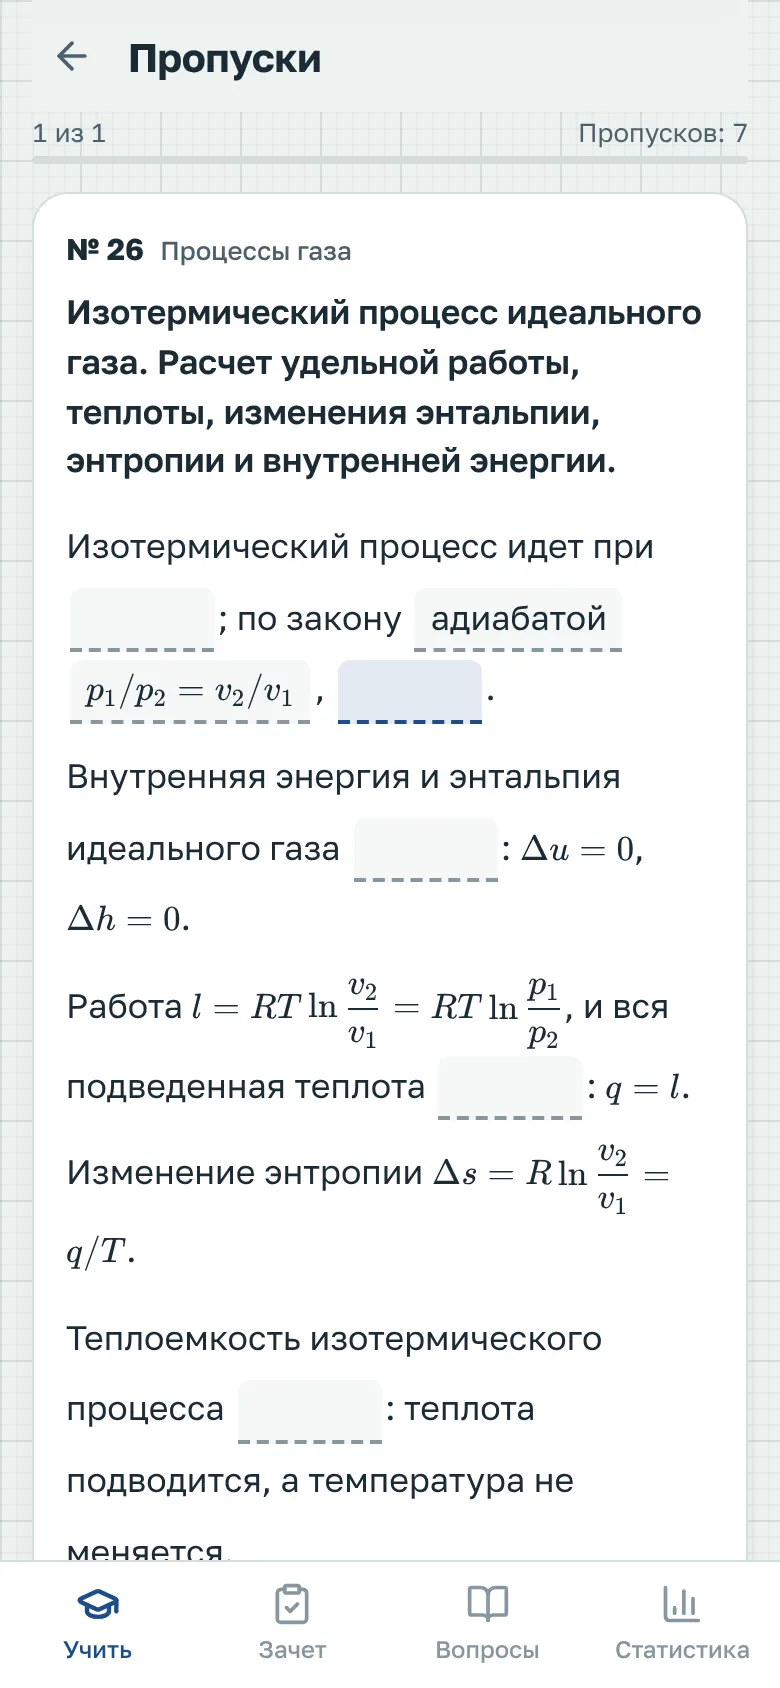 Пропуски
1 из 1
Пропусков: 7
№ 26 Процессы газа
Изотермический процесс идеального
газа. Расчет удельной работы,
теплоты, изменения энтальпии,
энтропии и внутренней энергии.
Изотермический процесс идет при
; по закону адиабатой
p₁/p₂ = v₂/v₁ , .
Внутренняя энергия и энтальпия
идеального газа : Δu = 0,
Δh = 0.
Работа l = RT ln v₂/v₁ = RT ln p₁/p₂, и вся
подведенная теплота : q = l.
Изменение энтропии Δs = R ln v₂/v₁ =
q/T.
Теплоемкость изотермического
процесса : теплота
подводится, а температура не
меняется.
Учить
Зачет
Вопросы
Статистика